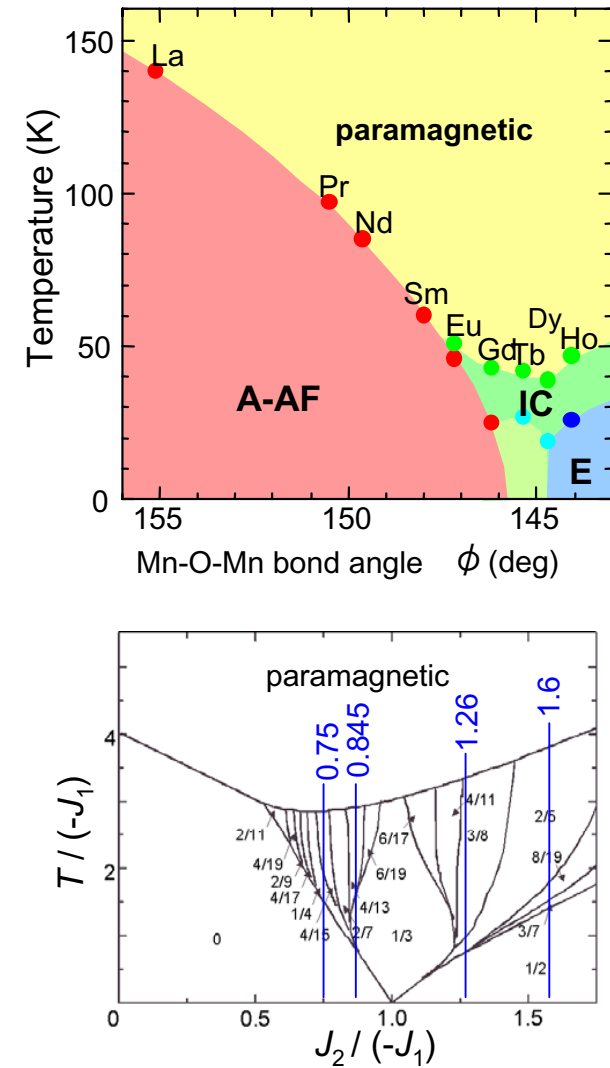 150
La
paramagnetic
Pr
100
Nd
Temperature (K)
Sm
Dy
Eu
Ho
Gd
Tb
50
A-AF
IC
E
0
155
150
145
Mn-O-Mn bond angle ϕ (deg)
paramagnetic
0.75
0.845
1.26
1.6
4
T / (-J₁)
2
0
2/11
4/19
2/9
4/17
1/4
4/15
0
6/17
4/11
3/8
6/19
4/13
2/7
1/3
2/5
8/19
3/7
1/2
0
0.5
1.0
1.5
J₂ / (-J₁)